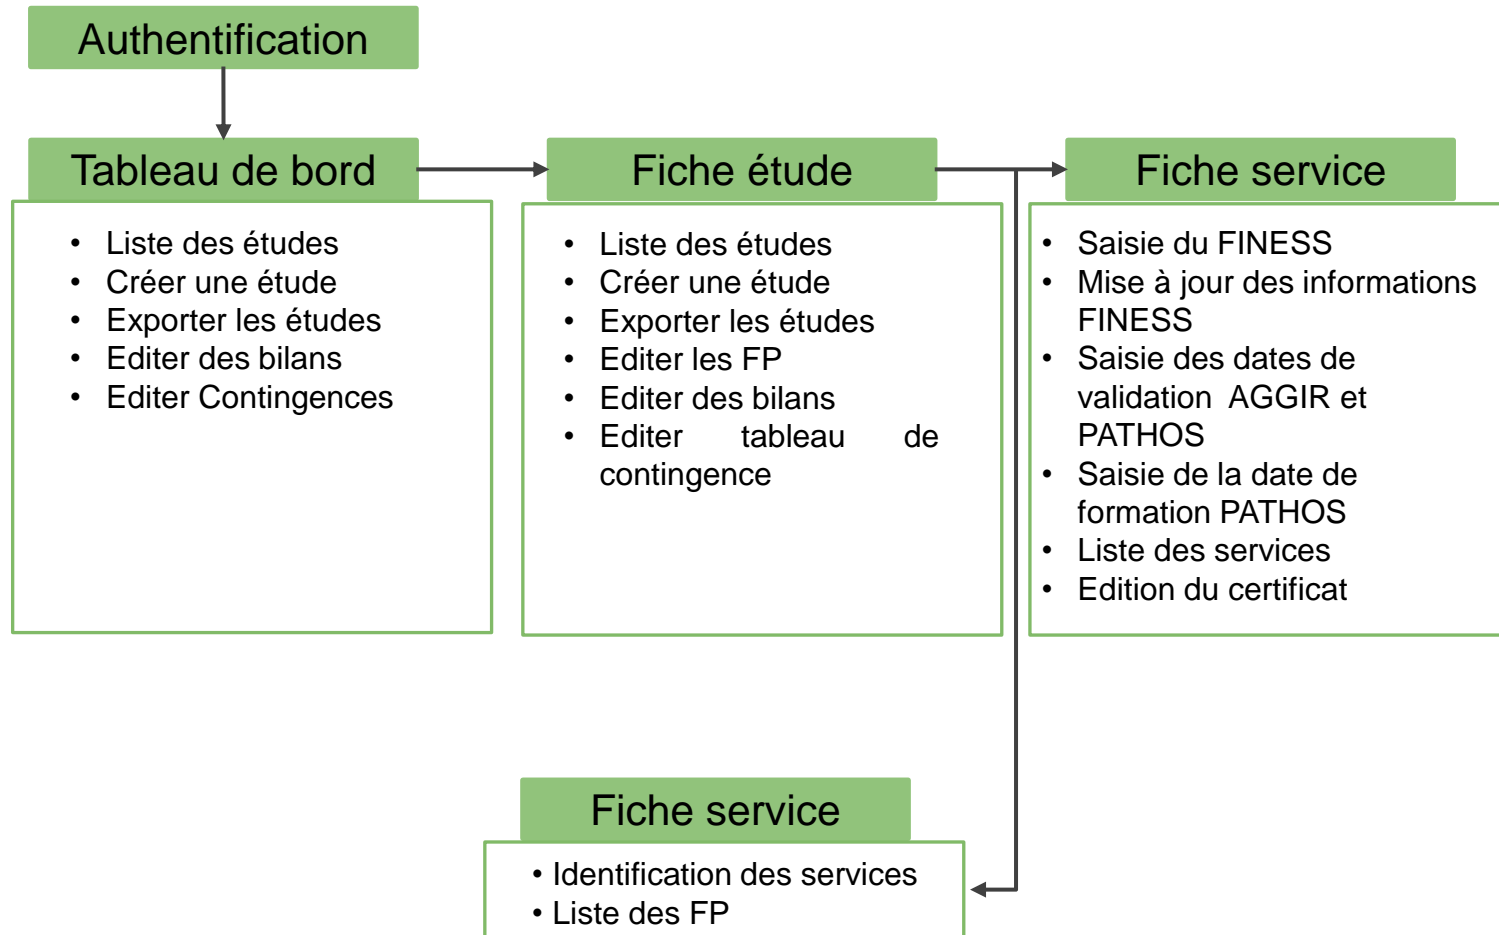 Authentification
Tableau de bord
• Liste des études
• Créer une étude
• Exporter les études
• Editer des bilans
• Editer Contingences
Fiche étude
• Liste des études
• Créer une étude
• Exporter les études
• Editer les FP
• Editer des bilans
• Editer tableau de
contingence
Fiche service
• Saisie du FINESS
• Mise à jour des informations
FINESS
• Saisie des dates de
validation AGGIR et
PATHOS
• Saisie de la date de
formation PATHOS
• Liste des services
• Edition du certificat
Fiche service
• Identification des services
• Liste des FP